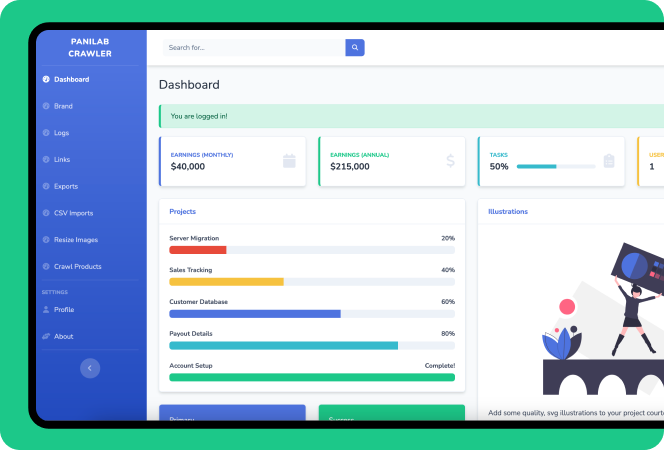 PANILAB
CRAWLER
Dashboard
Brand
Logs
Links
Exports
CSV Imports
Resize Images
Crawl Products
SETTINGS
Profile
About
Search for...
Dashboard
You are logged in!
EARNINGS (MONTHLY)
$40,000
EARNINGS (ANNUAL)
$215,000
TASKS
50%
USER
1
Projects
Server Migration 20%
Sales Tracking 40%
Customer Database 60%
Payout Details 80%
Account Setup Complete!
Illustrations
Add some quality, svg illustrations to your project court
Primary
Success